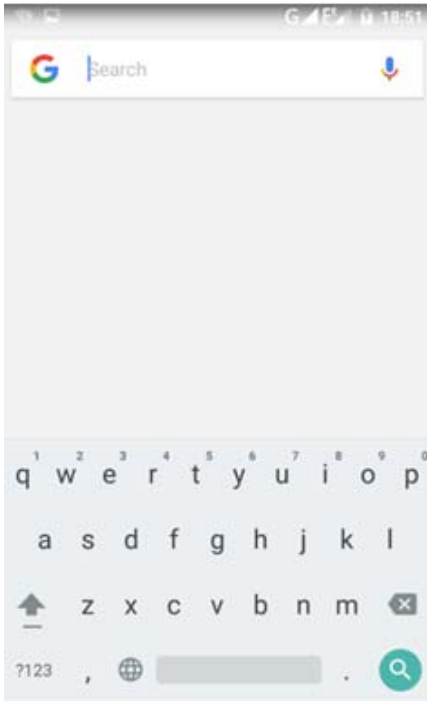 G E 18:51
G Search
1 2 3 4 5 6 7 8 9 0
q w e r t y u i o p
a s d f g h j k l
z x c v b n m
?123 , .